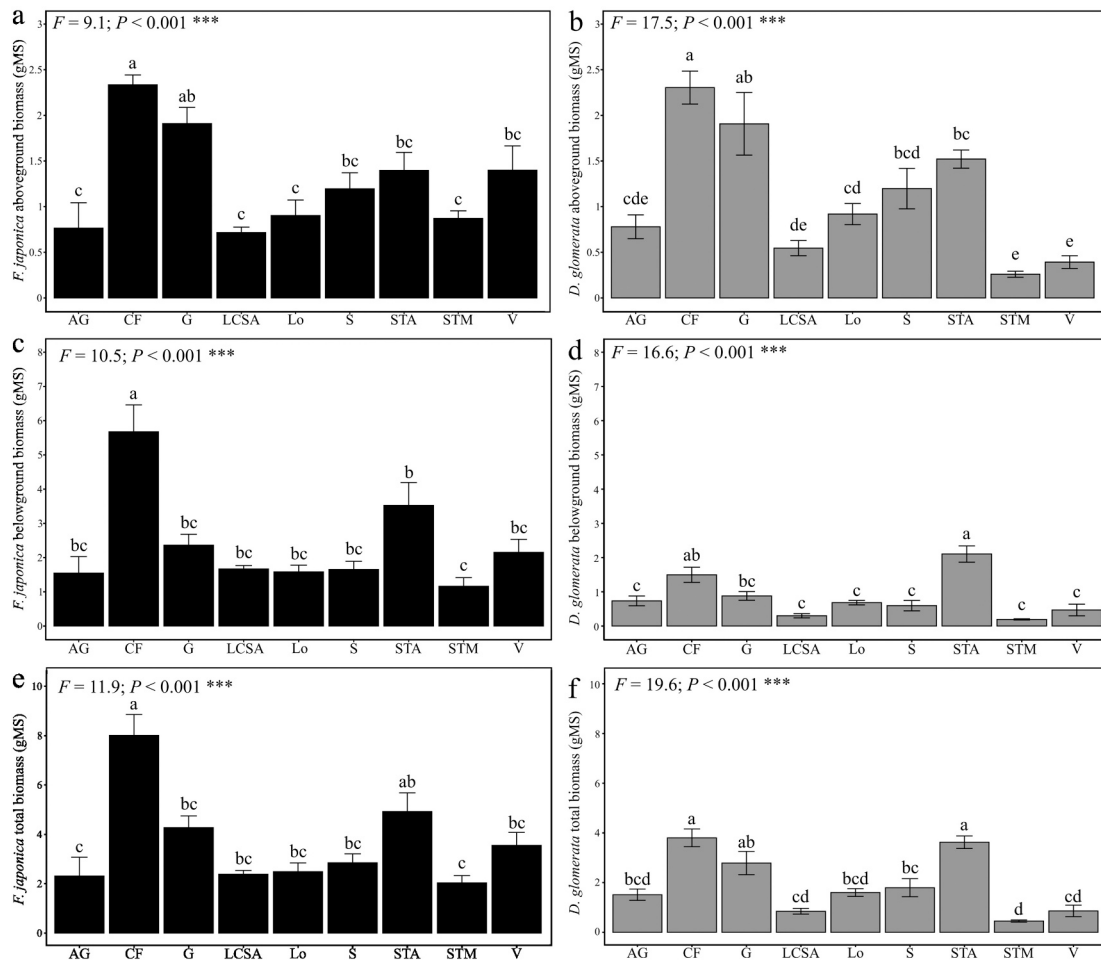 a
F = 9.1; P < 0.001 ***
F. japonica aboveground biomass (gMS)
3
2.5
2
1.5
1
0.5
0
c
a
ab
c
c
bc
bc
c
bc
AG CF G LCSA Lo S STA STM V
b
F = 17.5; P < 0.001 ***
D. glomerata aboveground biomass (gMS)
3
2.5
2
1.5
1
0.5
0
cde
a
ab
de
cd
bcd
bc
e
e
AG CF G LCSA Lo S STA STM V
c
F = 10.5; P < 0.001 ***
F. japonica belowground biomass (gMS)
8
7
6
5
4
3
2
1
0
bc
a
bc
bc
bc
bc
b
c
bc
AG CF G LCSA Lo S STA STM V
d
F = 16.6; P < 0.001 ***
D. glomerata belowground biomass (gMS)
8
7
6
5
4
3
2
1
0
c
ab
bc
c
c
c
a
c
c
AG CF G LCSA Lo S STA STM V
e
F = 11.9; P < 0.001 ***
F. japonica total biomass (gMS)
10
8
6
4
2
0
c
a
bc
bc
bc
bc
ab
c
bc
AG CF G LCSA Lo S STA STM V
f
F = 19.6; P < 0.001 ***
D. glomerata total biomass (gMS)
10
8
6
4
2
0
bcd
a
ab
cd
bcd
bc
a
d
cd
AG CF G LCSA Lo S STA STM V